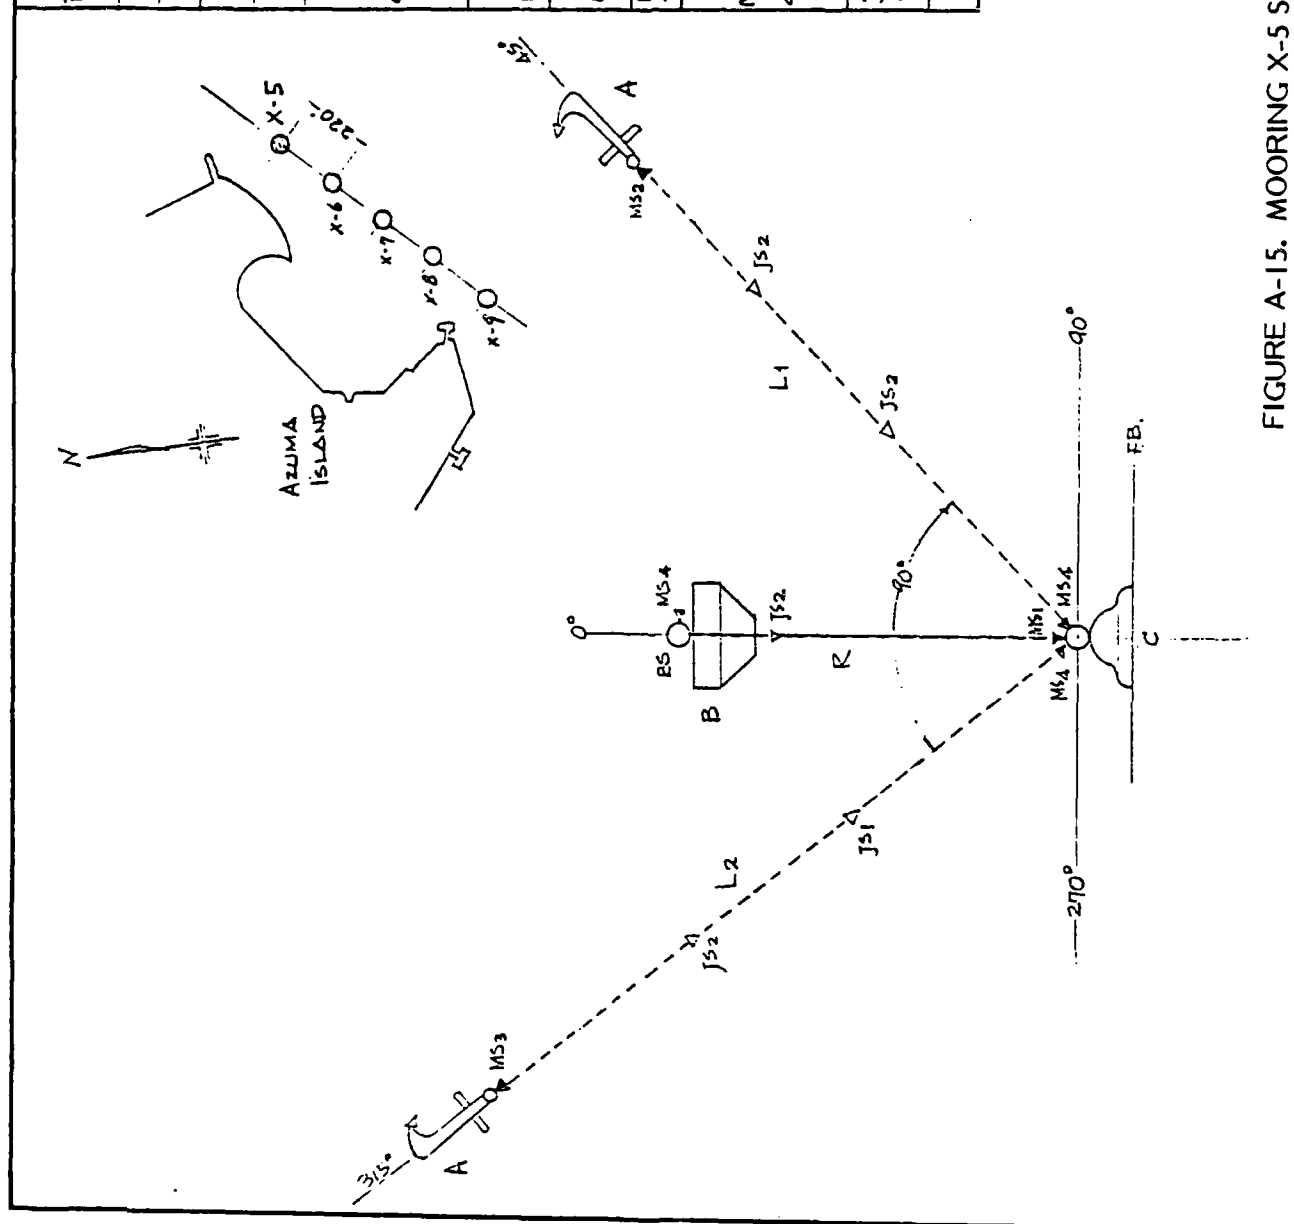 N
AZUMA
ISLAND
X-5
220'
X-6
X-7
X-8
X-9
45°
A
MS2
JS2
L1
JS2
0°
ES
MS4
B
JS2
R
90°
MS1
MS4
MS4
90°
270°
F.B.
C
JS1
L2
JS2
MS3
A
315°
FIGURE A-15. MOORING X-5 S